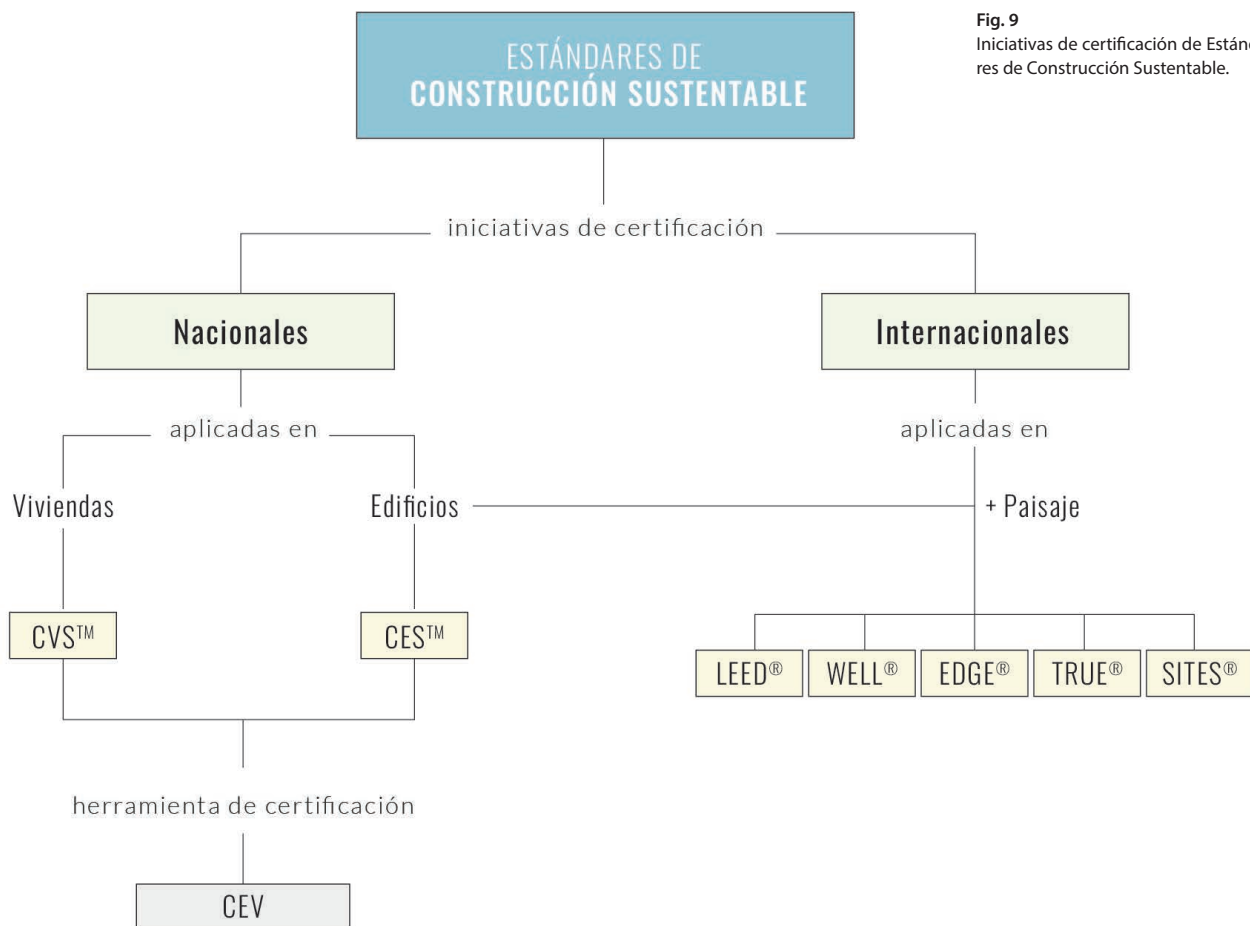 Fig. 9
Iniciativas de certificación de Están
res de Construcción Sustentable.
ESTÁNDARES DE
CONSTRUCCIÓN SUSTENTABLE
iniciativas de certificación
Nacionales
Internacionales
aplicadas en
aplicadas en
Viviendas
Edificios
+ Paisaje
CVS™
CES™
LEED®
WELL®
EDGE®
TRUE®
SITES®
herramienta de certificación
CEV